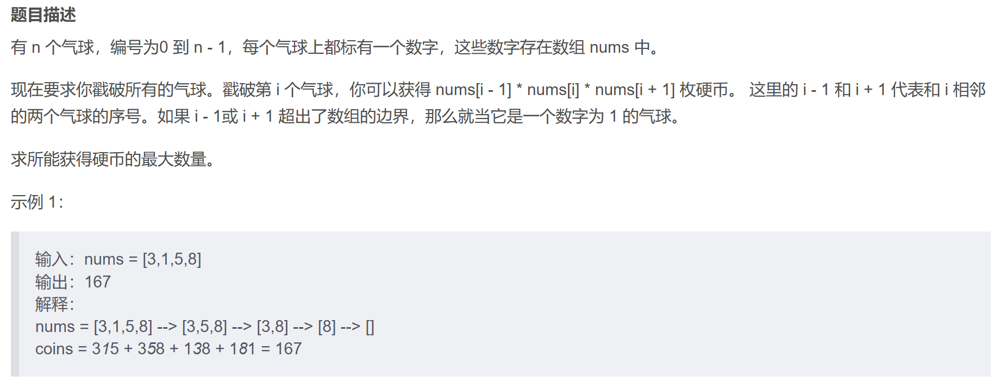 题目描述
有 n 个气球，编号为0 到 n - 1，每个气球上都标有一个数字，这些数字存在数组 nums 中。
现在要求你戳破所有的气球。戳破第 i 个气球，你可以获得 nums[i - 1] * nums[i] * nums[i + 1] 枚硬币。 这里的 i - 1 和 i + 1 代表和 i 相邻
的两个气球的序号。如果 i - 1或 i + 1 超出了数组的边界，那么就当它是一个数字为 1 的气球。
求所能获得硬币的最大数量。
示例 1：
输入：nums = [3,1,5,8]
输出：167
解释：
nums = [3,1,5,8] --> [3,5,8] --> [3,8] --> [8] --> []
coins = 315 + 358 + 138 + 181 = 167